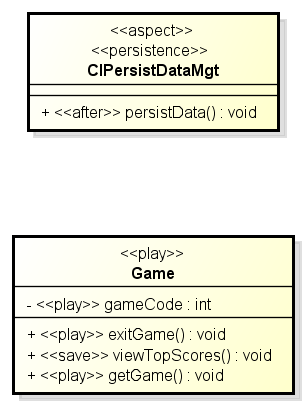 <<aspect>>
<<persistence>>
CIPersistDataMgt
+ <<after>> persistData() : void
<<play>>
Game
- <<play>> gameCode : int
+ <<play>> exitGame() : void
+ <<save>> viewTopScores() : void
+ <<play>> getGame() : void